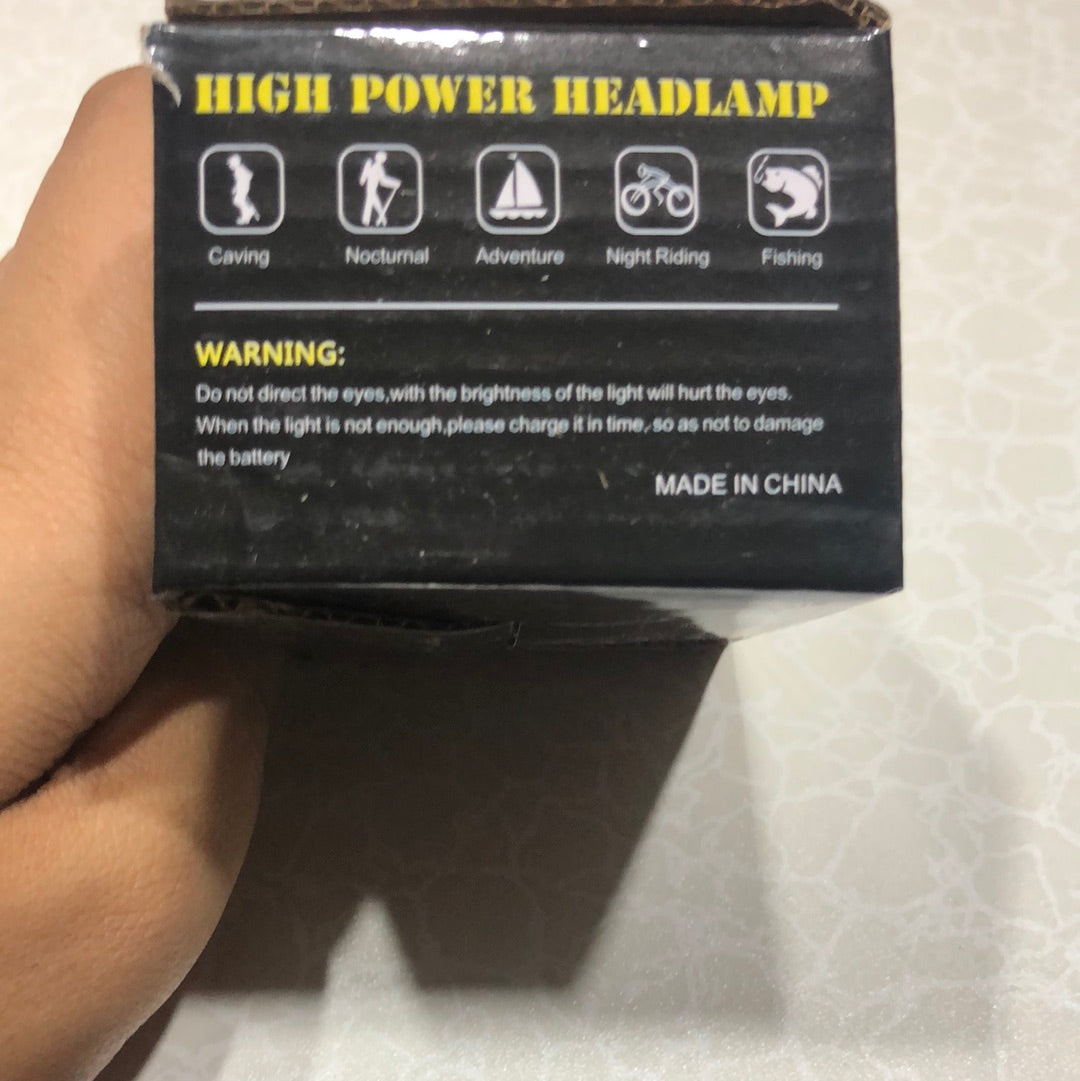 HIGH POWER HEADLAMP
Caving Nocturnal Adventure Night Riding Fishing
WARNING:
Do not direct the eyes,with the brightness of the light will hurt the eyes.
When the light is not enough,please charge it in time, so as not to damage
the battery
MADE IN CHINA